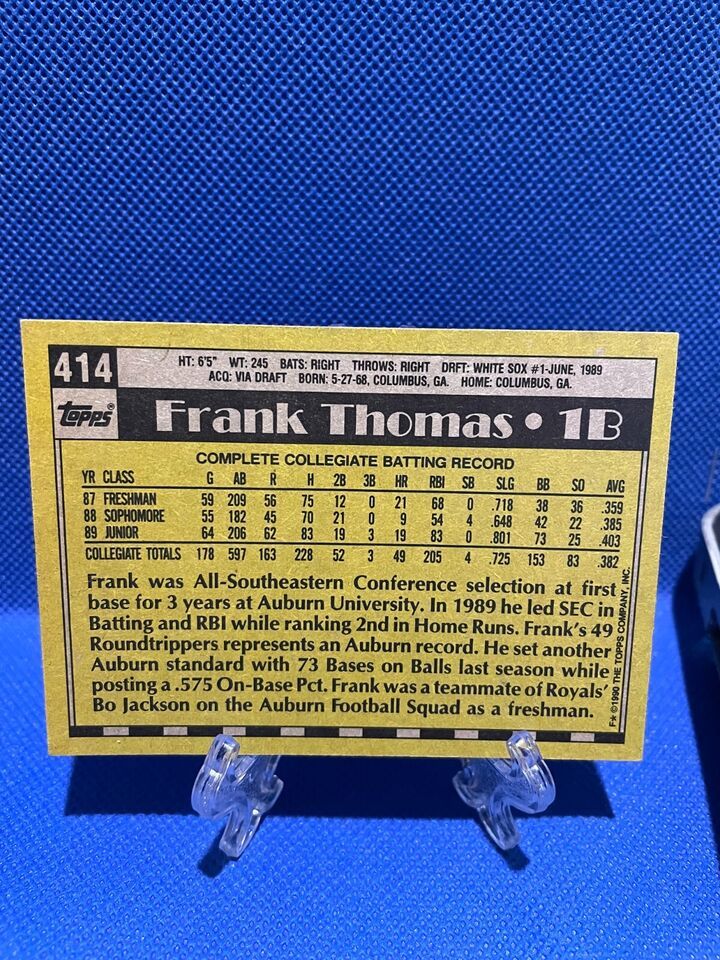 414
HT: 6'5" WT: 245 BATS: RIGHT THROWS: RIGHT DRFT: WHITE SOX #1-JUNE, 1989
ACQ: VIA DRAFT BORN: 5-27-68, COLUMBUS, GA. HOME: COLUMBUS, GA.
TOPPS®
Frank Thomas • 1B
COMPLETE COLLEGIATE BATTING RECORD
YR CLASS G AB R H 2B 3B HR RBI SB SLG BB SO AVG
87 FRESHMAN 59 209 56 75 12 0 21 68 0 .718 38 36 .359
88 SOPHOMORE 55 182 45 70 21 0 9 54 4 .648 42 22 .385
89 JUNIOR 64 206 62 83 19 3 19 83 0 .801 73 25 .403
COLLEGIATE TOTALS 178 597 163 228 52 3 49 205 4 .725 153 83 .382
Frank was All-Southeastern Conference selection at first
base for 3 years at Auburn University. In 1989 he led SEC in
Batting and RBI while ranking 2nd in Home Runs. Frank's 49
Roundtrippers represents an Auburn record. He set another
Auburn standard with 73 Bases on Balls last season while
posting a .575 On-Base Pct. Frank was a teammate of Royals'
Bo Jackson on the Auburn Football Squad as a freshman.
F* ©1990 THE TOPPS COMPANY, INC.